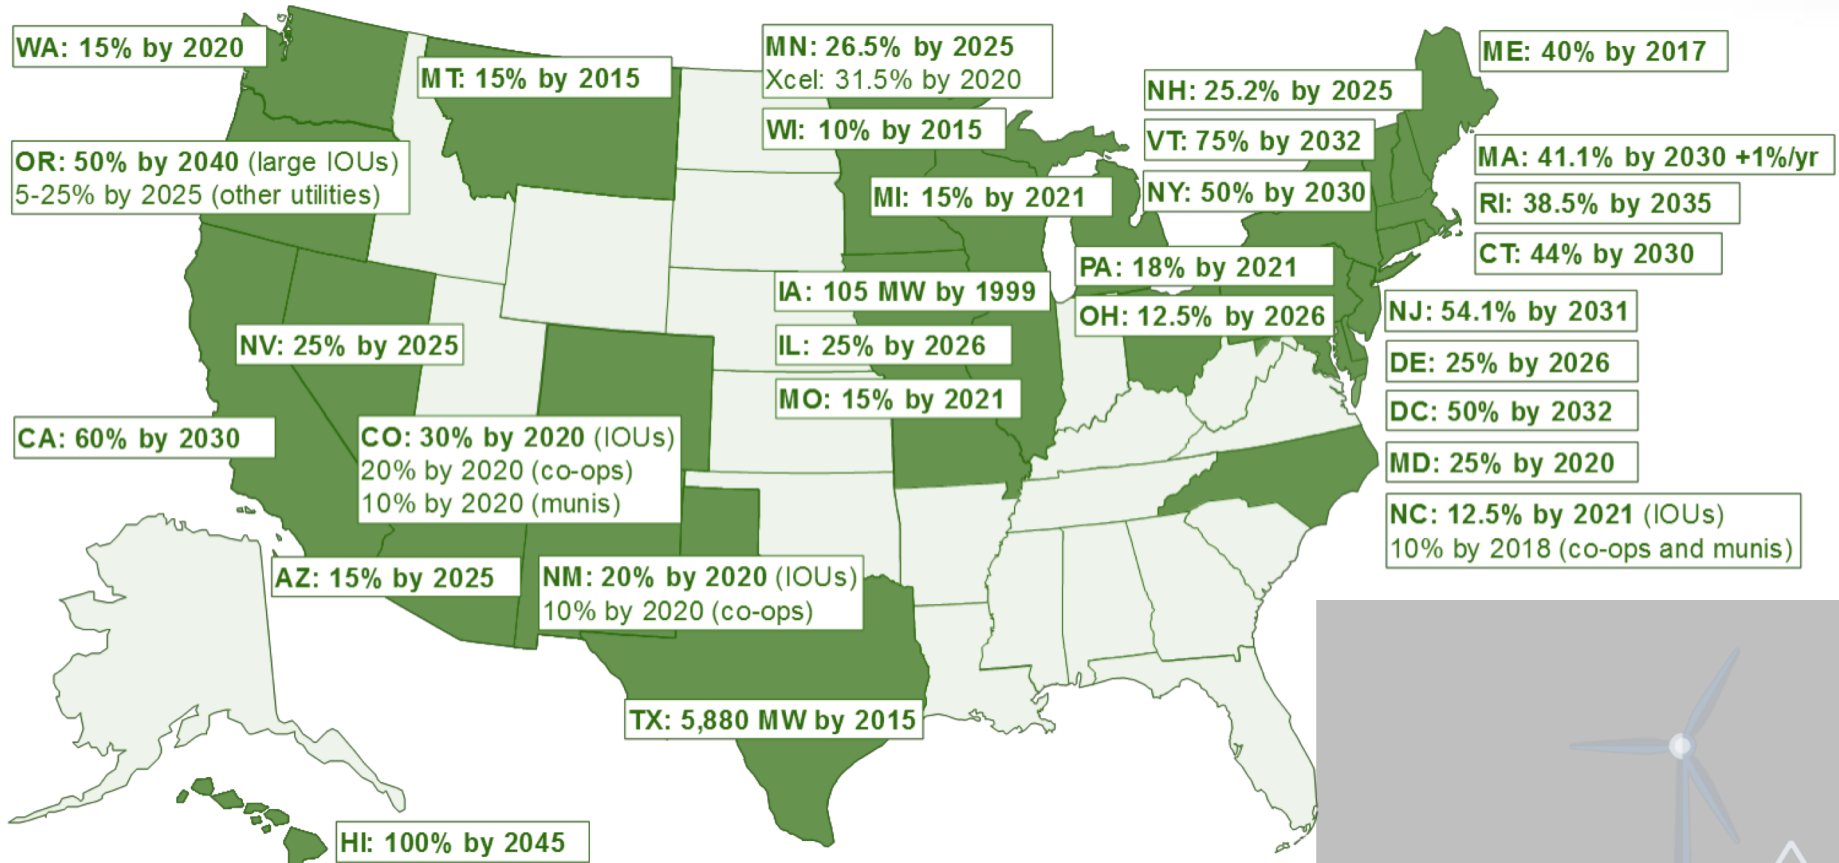 WA: 15% by 2020
MT: 15% by 2015
MN: 26.5% by 2025
Xcel: 31.5% by 2020
ME: 40% by 2017
NH: 25.2% by 2025
WI: 10% by 2015
VT: 75% by 2032
MA: 41.1% by 2030 +1%/yr
OR: 50% by 2040 (large IOUs)
5-25% by 2025 (other utilities)
MI: 15% by 2021
NY: 50% by 2030
RI: 38.5% by 2035
CT: 44% by 2030
PA: 18% by 2021
IA: 105 MW by 1999
OH: 12.5% by 2026
NJ: 54.1% by 2031
NV: 25% by 2025
IL: 25% by 2026
DE: 25% by 2026
MO: 15% by 2021
DC: 50% by 2032
CA: 60% by 2030
CO: 30% by 2020 (IOUs)
20% by 2020 (co-ops)
10% by 2020 (munis)
MD: 25% by 2020
NC: 12.5% by 2021 (IOUs)
10% by 2018 (co-ops and munis)
AZ: 15% by 2025
NM: 20% by 2020 (IOUs)
10% by 2020 (co-ops)
TX: 5,880 MW by 2015
HI: 100% by 2045